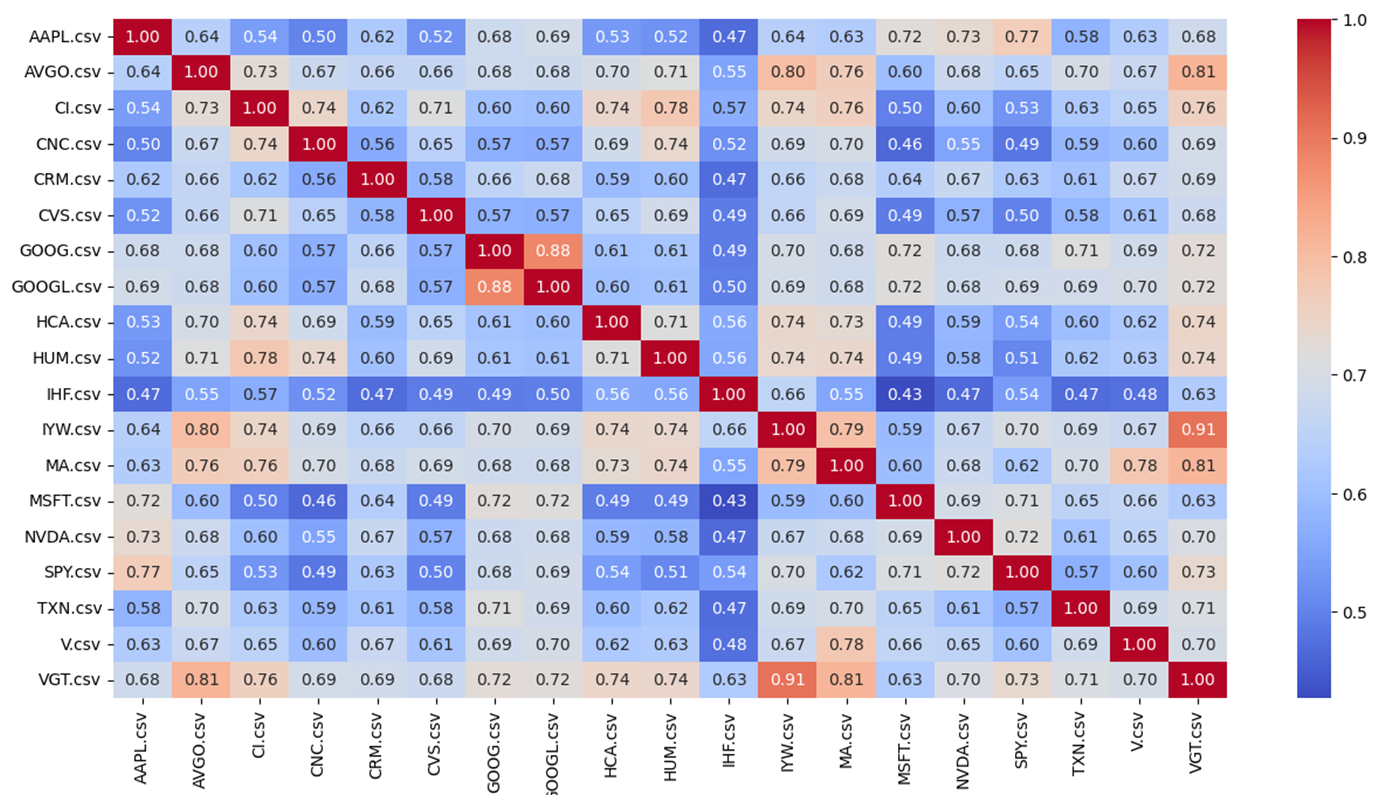 AAPL.csv 1.00 0.64 0.54 0.50 0.62 0.52 0.68 0.69 0.53 0.52 0.47 0.64 0.63 0.72 0.73 0.77 0.58 0.63 0.68
AVGO.csv 0.64 1.00 0.73 0.67 0.66 0.66 0.68 0.68 0.70 0.71 0.55 0.80 0.76 0.60 0.68 0.65 0.70 0.67 0.81
CI.csv 0.54 0.73 1.00 0.74 0.62 0.71 0.60 0.60 0.74 0.78 0.57 0.74 0.76 0.50 0.60 0.53 0.63 0.65 0.76
CNC.csv 0.50 0.67 0.74 1.00 0.56 0.65 0.57 0.57 0.69 0.74 0.52 0.69 0.70 0.46 0.55 0.49 0.59 0.60 0.69
CRM.csv 0.62 0.66 0.62 0.56 1.00 0.58 0.66 0.68 0.59 0.60 0.47 0.66 0.68 0.64 0.67 0.63 0.61 0.67 0.69
CVS.csv 0.52 0.66 0.71 0.65 0.58 1.00 0.57 0.57 0.65 0.69 0.49 0.66 0.69 0.49 0.57 0.50 0.58 0.61 0.68
GOOG.csv 0.68 0.68 0.60 0.57 0.66 0.57 1.00 0.88 0.61 0.61 0.49 0.70 0.68 0.72 0.68 0.68 0.71 0.69 0.72
GOOGL.csv 0.69 0.68 0.60 0.57 0.68 0.57 0.88 1.00 0.60 0.61 0.50 0.69 0.68 0.72 0.68 0.69 0.69 0.70 0.72
HCA.csv 0.53 0.70 0.74 0.69 0.59 0.65 0.61 0.60 1.00 0.71 0.56 0.74 0.73 0.49 0.59 0.54 0.60 0.62 0.74
HUM.csv 0.52 0.71 0.78 0.74 0.60 0.69 0.61 0.61 0.71 1.00 0.56 0.74 0.74 0.49 0.58 0.51 0.62 0.63 0.74
IHF.csv 0.47 0.55 0.57 0.52 0.47 0.49 0.49 0.50 0.56 0.56 1.00 0.66 0.55 0.43 0.47 0.54 0.47 0.48 0.63
IYW.csv 0.64 0.80 0.74 0.69 0.66 0.66 0.70 0.69 0.74 0.74 0.66 1.00 0.79 0.59 0.67 0.70 0.69 0.67 0.91
MA.csv 0.63 0.76 0.76 0.70 0.68 0.69 0.68 0.68 0.73 0.74 0.55 0.79 1.00 0.60 0.68 0.62 0.70 0.78 0.81
MSFT.csv 0.72 0.60 0.50 0.46 0.64 0.49 0.72 0.72 0.49 0.49 0.43 0.59 0.60 1.00 0.69 0.71 0.65 0.66 0.63
NVDA.csv 0.73 0.68 0.60 0.55 0.67 0.57 0.68 0.68 0.59 0.58 0.47 0.67 0.68 0.69 1.00 0.72 0.61 0.65 0.70
SPY.csv 0.77 0.65 0.53 0.49 0.63 0.50 0.68 0.69 0.54 0.51 0.54 0.70 0.62 0.71 0.72 1.00 0.57 0.60 0.73
TXN.csv 0.58 0.70 0.63 0.59 0.61 0.58 0.71 0.69 0.60 0.62 0.47 0.69 0.70 0.65 0.61 0.57 1.00 0.69 0.71
V.csv 0.63 0.67 0.65 0.60 0.67 0.61 0.69 0.70 0.62 0.63 0.48 0.67 0.78 0.66 0.65 0.60 0.69 1.00 0.70
VGT.csv 0.68 0.81 0.76 0.69 0.69 0.68 0.72 0.72 0.74 0.74 0.63 0.91 0.81 0.63 0.70 0.73 0.71 0.70 1.00
AAPL.csv
AVGO.csv
CI.csv
CNC.csv
CRM.csv
CVS.csv
GOOG.csv
OOGL.csv
HCA.csv
HUM.csv
IHF.csv
IYW.csv
MA.csv
MSFT.csv
NVDA.csv
SPY.csv
TXN.csv
V.csv
VGT.csv
1.0
0.9
0.8
0.7
0.6
0.5